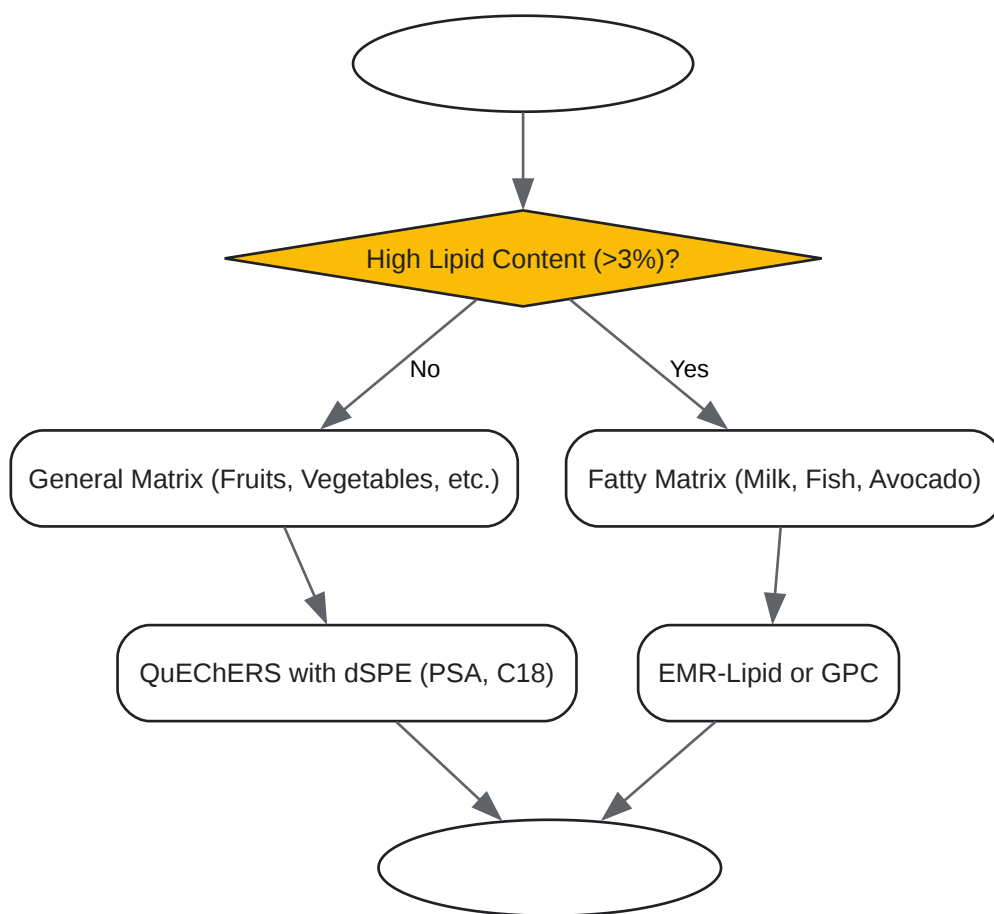 High Lipid Content (>3%)?
No
Yes
General Matrix (Fruits, Vegetables, etc.)
Fatty Matrix (Milk, Fish, Avocado)
QuEChERS with dSPE (PSA, C18)
EMR-Lipid or GPC